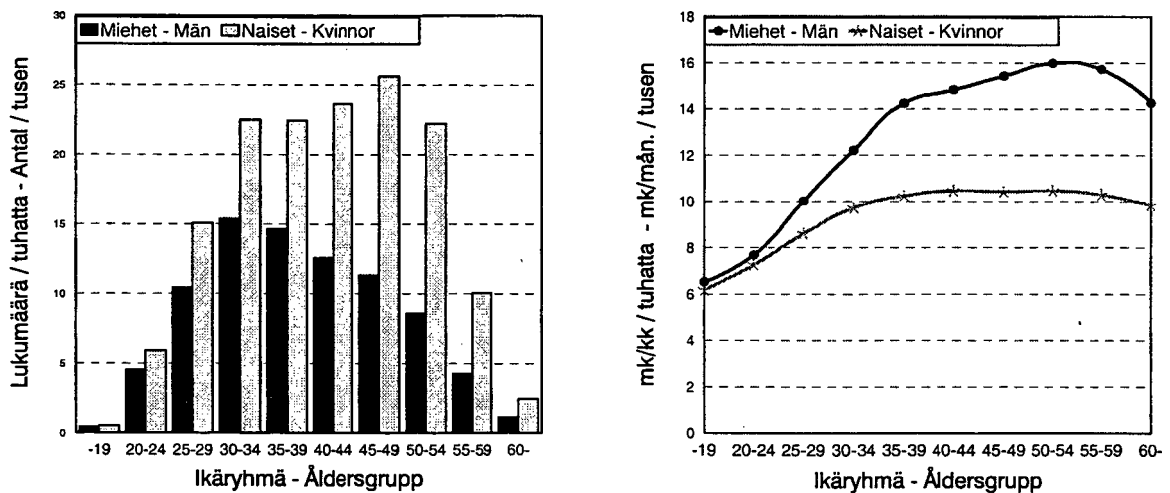 Lukumäärä / tuhatta - Antal / tusen
30
25
20
15
10
5
0
Miehet - Män Naiset - Kvinnor
-19 20-24 25-29 30-34 35-39 40-44 45-49 50-54 55-59 60-
Ikäryhmä - Åldersgrupp
mk/kk / tuhatta - mk/mån. / tusen
18
16
14
12
10
8
6
4
2
0
Miehet - Män Naiset - Kvinnor
-19 20-24 25-29 30-34 35-39 40-44 45-49 50-54 55-59 60-
Ikäryhmä - Åldersgrupp